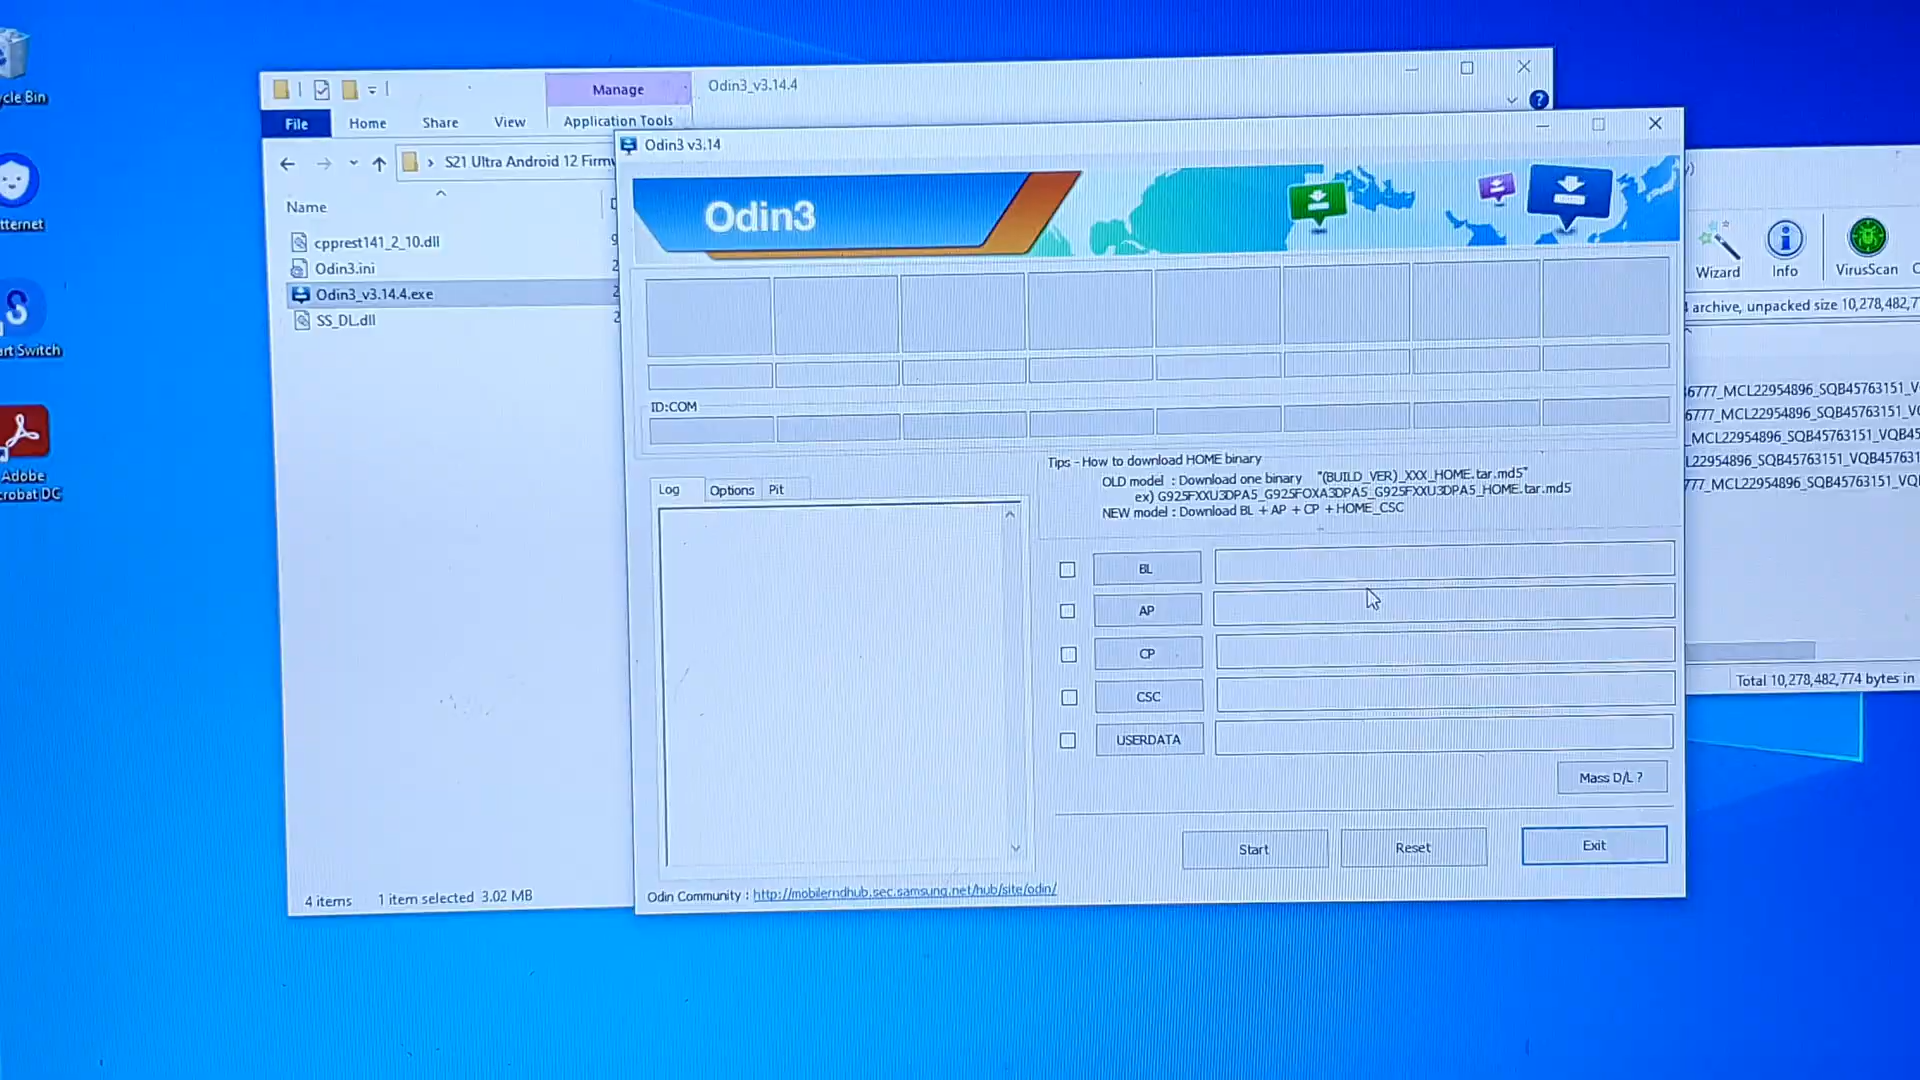 cle Bin
tternet
art Switch
Adobe
crobat DC
Manage
Odin3_v3.14.4
File
Home
Share
View
Application Tools
S21 Ultra Android 12 Firmw
Name
cpprest141_2_10.dll
Odin3.ini
Odin3_v3.14.4.exe
SS_DL.dll
4 items
1 item selected 3.02 MB
Odin3 v3.14
Odin3
ID:COM
Log
Options
Pit
Tips - How to download HOME binary
OLD model : Download one binary "(BUILD_VER)_XXX_HOME.tar.md5"
ex) G925FXXU3DPA5_G925FOXA3DPA5_G925FXXU3DPA5_HOME.tar.md5
NEW model : Download BL + AP + CP + HOME_CSC
BL
AP
CP
CSC
USERDATA
Mass D/L ?
Start
Reset
Exit
Odin Community : http://mobilerndhub.sec.samsung.net/hub/site/odin/
Wizard
Info
VirusScan
archive, unpacked size 10,278,482,7
6777_MCL22954896_SQB45763151_V
6777_MCL22954896_SQB45763151_V
_MCL22954896_SQB45763151_VQB45
L22954896_SQB45763151_VQB4576
777_MCL22954896_SQB45763151_VQ
Total 10,278,482,774 bytes in